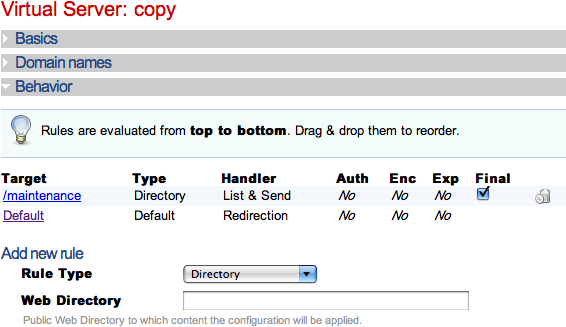 Virtual Server: copy
Basics
Domain names
Behavior
Rules are evaluated from top to bottom. Drag & drop them to reorder.
Target Type Handler Auth Enc Exp Final
/maintenance Directory List & Send No No No
Default Default Redirection No No No
Add new rule
Rule Type Directory
Web Directory
Public Web Directory to which content the configuration will be applied.